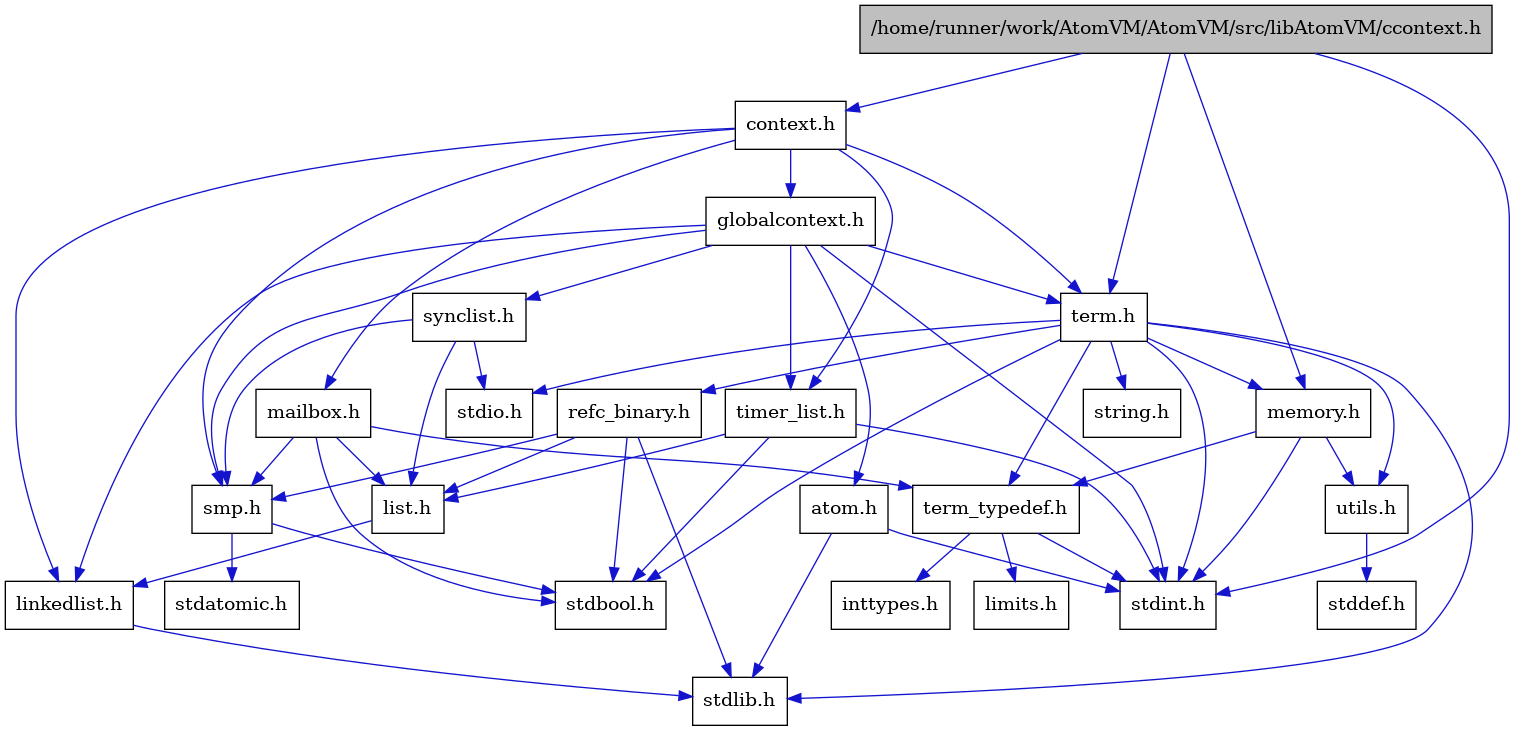 /home/runner/work/AtomVM/AtomVM/src/libAtomVM/ccontext.h
context.h
globalcontext.h
synclist.h
term.h
mailbox.h
stdio.h
refc_binary.h
timer_list.h
string.h
memory.h
smp.h
list.h
atom.h
term_typedef.h
utils.h
linkedlist.h
stdatomic.h
stdbool.h
inttypes.h
limits.h
stdint.h
stddef.h
stdlib.h